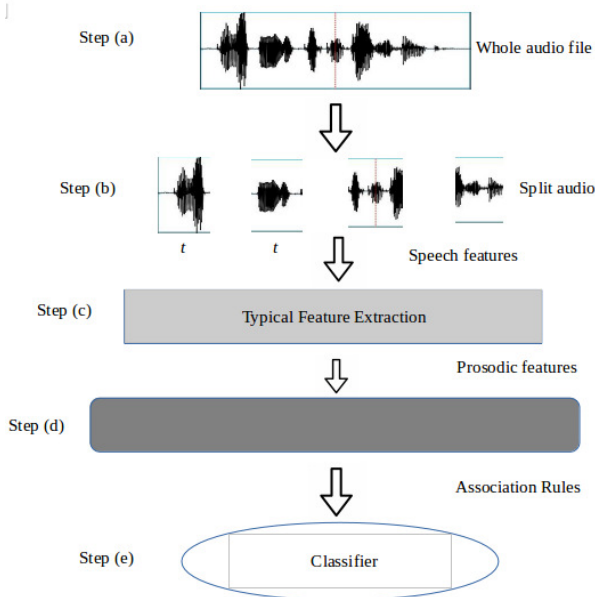 Step (a)
Whole audio file
Step (b)
Split audio
t
t
Speech features
Step (c)
Typical Feature Extraction
Prosodic features
Step (d)
Association Rules
Step (e)
Classifier